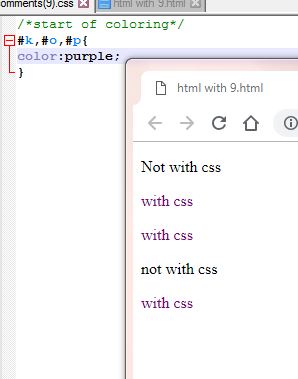 omments(9).css html with 9.html
/*start of coloring*/
#k,#o,#p{
color:purple;
}
html with 9.html
Not with css
with css
with css
not with css
with css